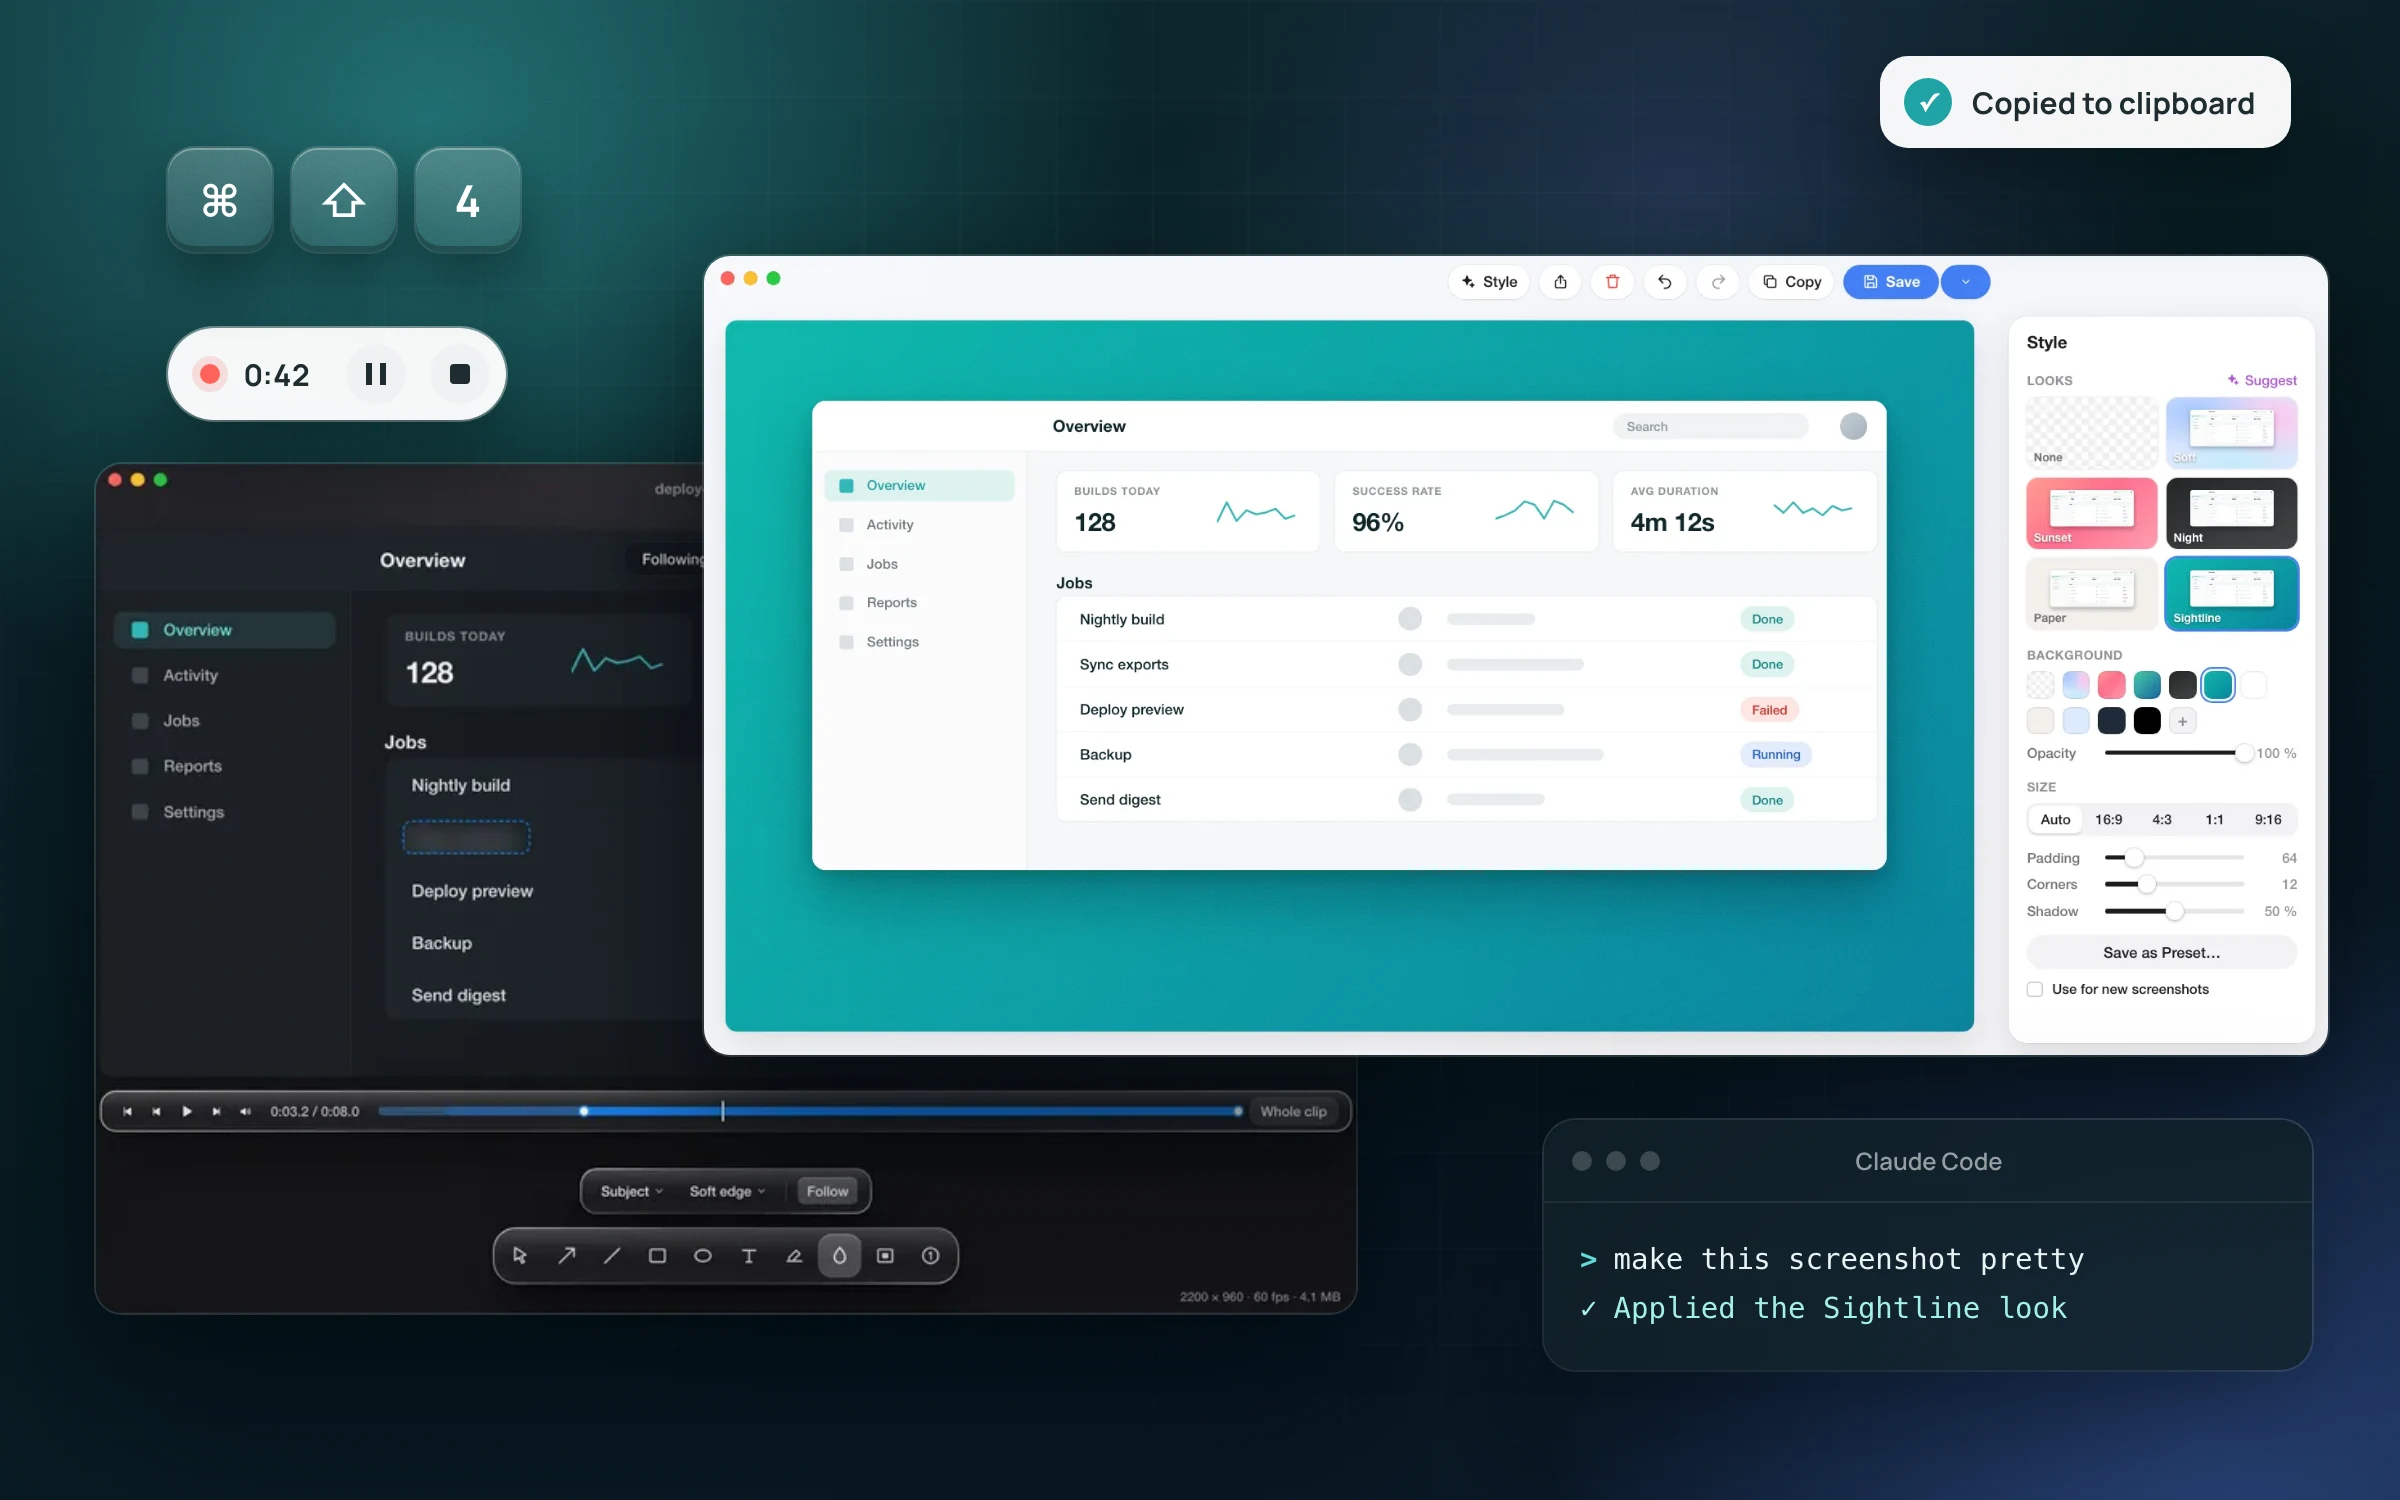 Copied to clipboard
⌘ ⇧ 4
0:42
Style
Copy
Save
Overview
Search
Overview
Activity
Jobs
Reports
Settings
BUILDS TODAY
128
SUCCESS RATE
96%
AVG DURATION
4m 12s
Jobs
Nightly build Done
Sync exports Done
Deploy preview Failed
Backup Running
Send digest Done
Style
LOOKS Suggest
None Soft
Sunset Night
Paper Sightline
BACKGROUND
+
Opacity 100 %
SIZE
Auto 16:9 4:3 1:1 9:16
Padding 64
Corners 12
Shadow 50 %
Save as Preset...
Use for new screenshots
deploy-
Overview Following
Overview
Activity
Jobs
Reports
Settings
BUILDS TODAY
128
Jobs
Nightly build
Deploy preview
Backup
Send digest
0:03.2 / 0:08.0 Whole clip
Subject Soft edge Follow
T 1
2200 × 960 · 60 fps · 4.1 MB
Claude Code
> make this screenshot pretty
✓ Applied the Sightline look